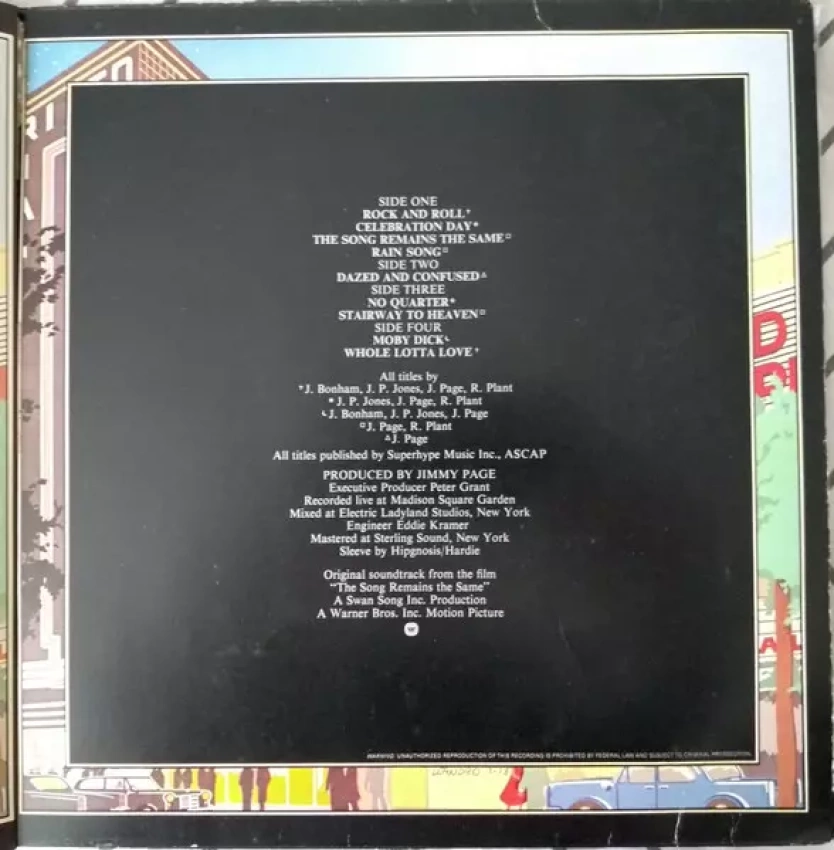 SIDE ONE
ROCK AND ROLL†
CELEBRATION DAY*
THE SONG REMAINS THE SAME□
RAIN SONG□
SIDE TWO
DAZED AND CONFUSED△
SIDE THREE
NO QUARTER*
STAIRWAY TO HEAVEN□
SIDE FOUR
MOBY DICK
WHOLE LOTTA LOVE†
All titles by
†J. Bonham, J. P. Jones, J. Page, R. Plant
*J. P. Jones, J. Page, R. Plant
J. Bonham, J. P. Jones, J. Page
□J. Page, R. Plant
△J. Page
All titles published by Superhype Music Inc., ASCAP
PRODUCED BY JIMMY PAGE
Executive Producer Peter Grant
Recorded live at Madison Square Garden
Mixed at Electric Ladyland Studios, New York
Engineer Eddie Kramer
Mastered at Sterling Sound, New York
Sleeve by Hipgnosis/Hardie
Original soundtrack from the film
"The Song Remains the Same"
A Swan Song Inc. Production
A Warner Bros. Inc. Motion Picture
WARNING: UNAUTHORIZED REPRODUCTION OF THIS RECORDING IS PROHIBITED BY FEDERAL LAW AND SUBJECT TO CRIMINAL PROSECUTION.